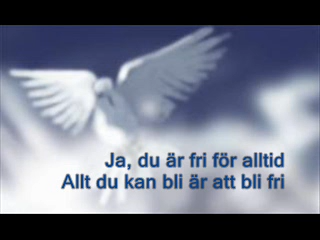 Ja, du är fri för alltid
Allt du kan bli är att bli fri